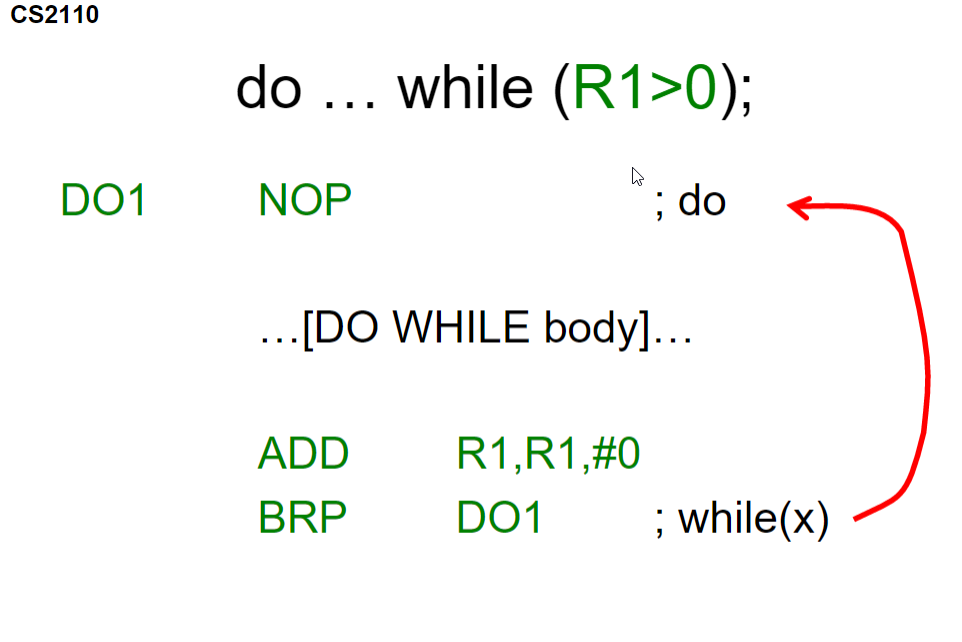 CS2110
do … while (R1>0);
DO1 NOP ; do
…[DO WHILE body]…
ADD R1,R1,#0
BRP DO1 ; while(x)